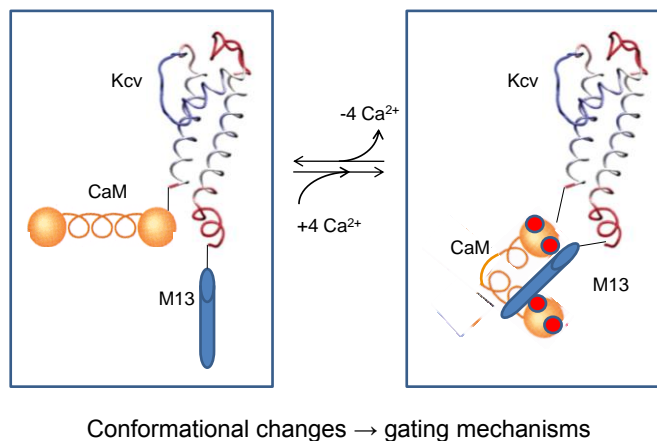 Kcv
CaM
M13
-4 Ca²⁺
+4 Ca²⁺
Kcv
CaM
M13
Conformational changes → gating mechanisms